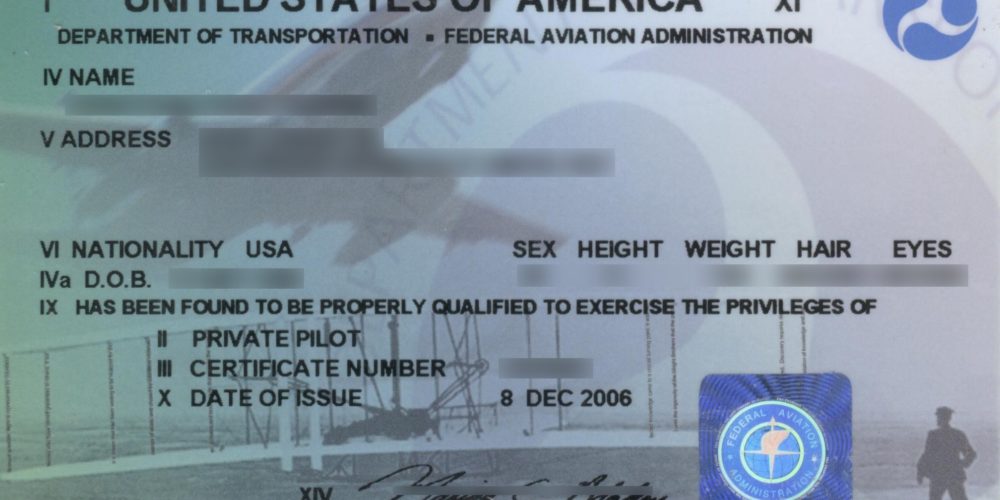 I UNITED STATES OF AMERICA XI
DEPARTMENT OF TRANSPORTATION ▪ FEDERAL AVIATION ADMINISTRATION
IV NAME
V ADDRESS
VI NATIONALITY USA SEX HEIGHT WEIGHT HAIR EYES
IVa D.O.B.
IX HAS BEEN FOUND TO BE PROPERLY QUALIFIED TO EXERCISE THE PRIVILEGES OF
II PRIVATE PILOT
III CERTIFICATE NUMBER
X DATE OF ISSUE 8 DEC 2006
FEDERAL AVIATION
ADMINISTRATION
XIV